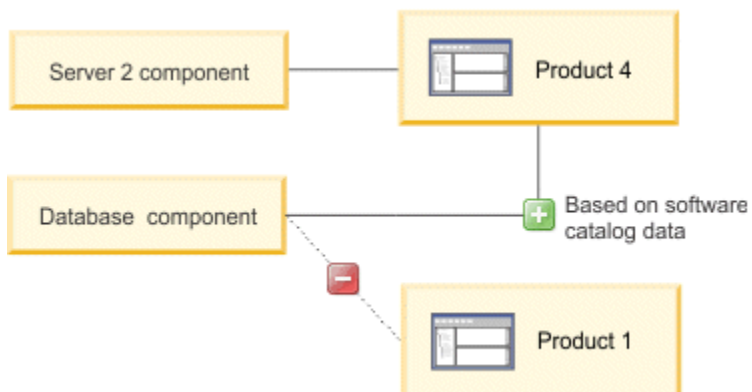 Server 2 component
Product 4
Database component
Based on software
catalog data
Product 1